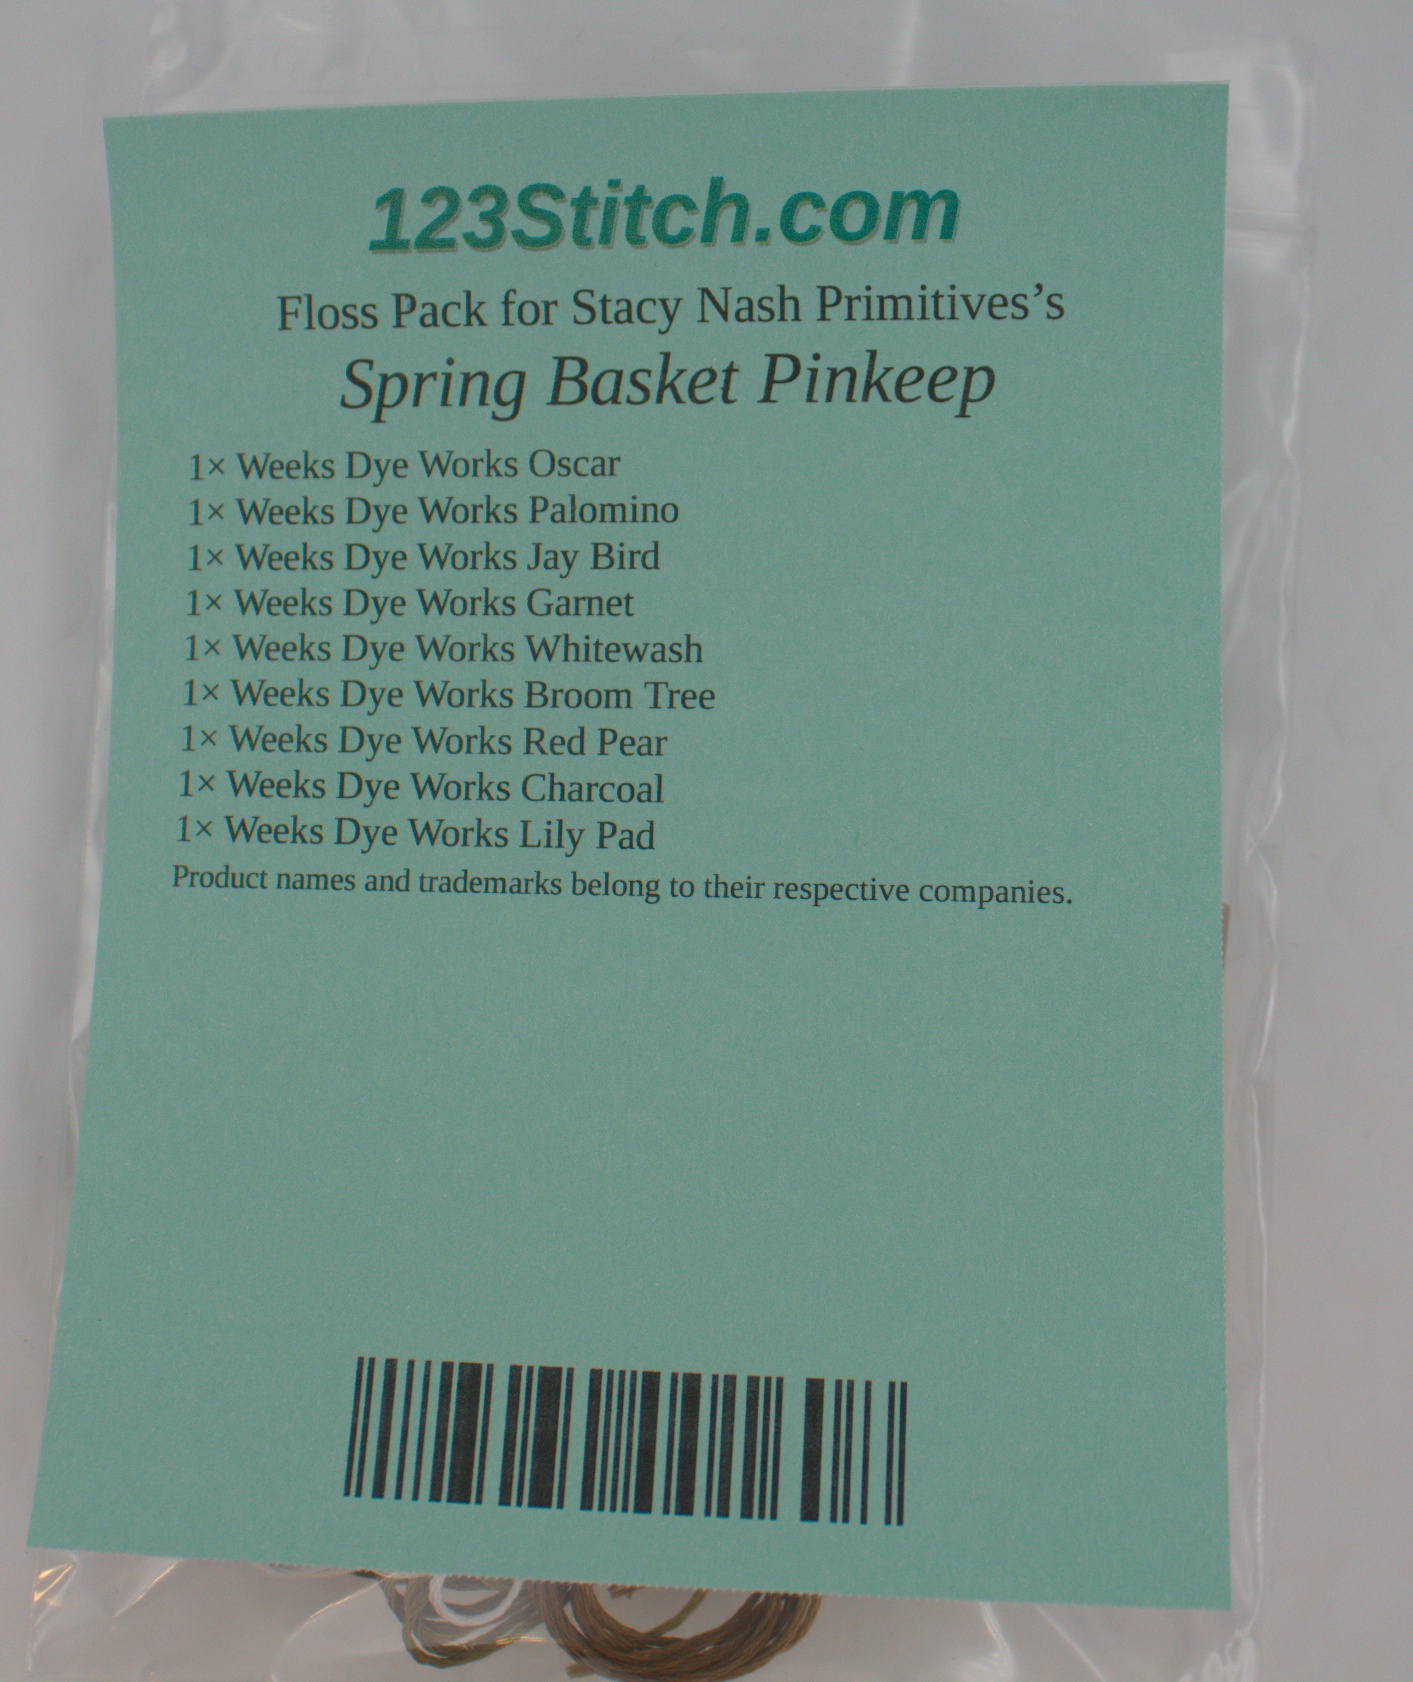 123Stitch.com
Floss Pack for Stacy Nash Primitives’s
Spring Basket Pinkeep
1× Weeks Dye Works Oscar
1× Weeks Dye Works Palomino
1× Weeks Dye Works Jay Bird
1× Weeks Dye Works Garnet
1× Weeks Dye Works Whitewash
1× Weeks Dye Works Broom Tree
1× Weeks Dye Works Red Pear
1× Weeks Dye Works Charcoal
1× Weeks Dye Works Lily Pad
Product names and trademarks belong to their respective companies.